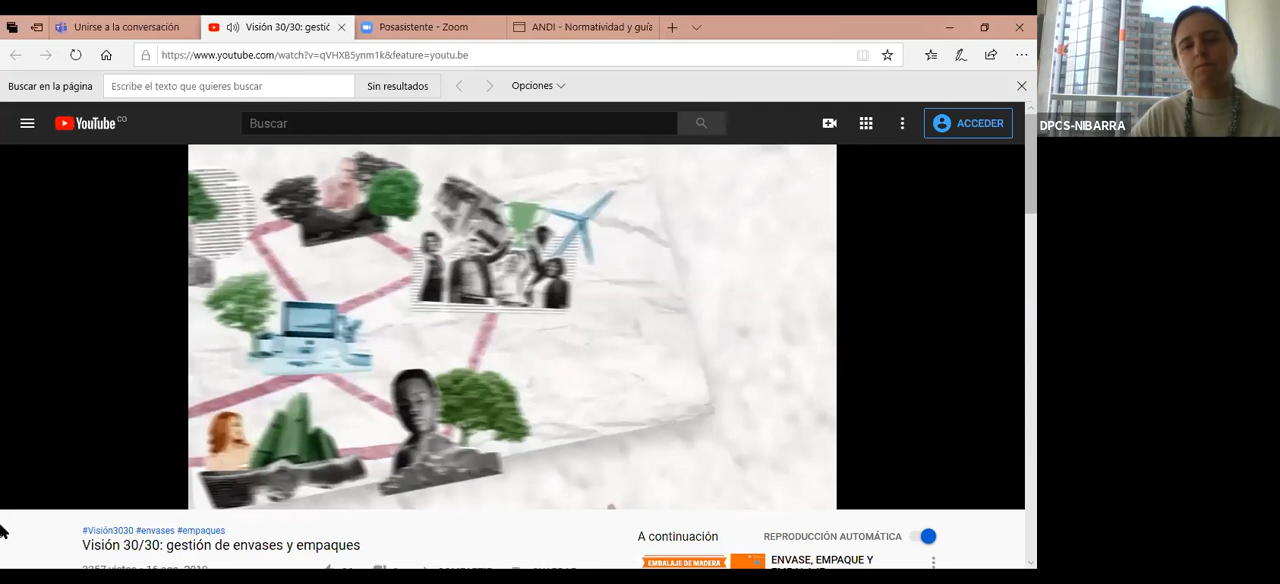 Unirse a la conversación
Visión 30/30: gestió
Posasistente - Zoom
ANDI - Normatividad y guía
https://www.youtube.com/watch?v=qVHXB5ynm1k&feature=youtu.be
Buscar en la página
Escribe el texto que quieres buscar
Sin resultados
Opciones
YouTube CO
Buscar
ACCEDER
DPCS-NIBARRA
#Visión3030 #envases #empaques
Visión 30/30: gestión de envases y empaques
A continuación
REPRODUCCIÓN AUTOMÁTICA
EMBALAJE DE MADERA
ENVASE, EMPAQUE Y